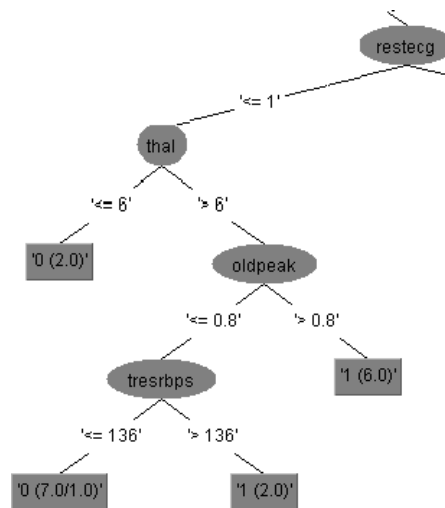 restecg
'<= 1'
thal
'<= 6' '> 6'
'0 (2.0)' oldpeak
'<= 0.8' '> 0.8'
tresrbps '1 (6.0)'
'<= 136' '> 136'
'0 (7.0/1.0)' '1 (2.0)'